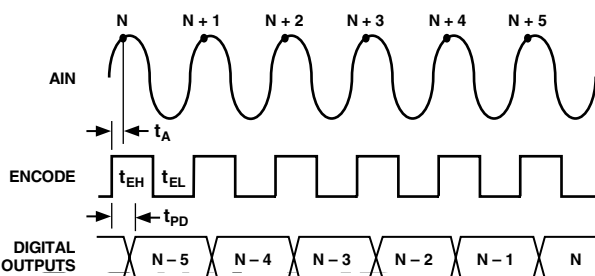 N N + 1 N + 2 N + 3 N + 4 N + 5
AIN
tA
ENCODE
tEH tEL
tPD
DIGITAL
OUTPUTS
N – 5 N – 4 N – 3 N – 2 N – 1 N